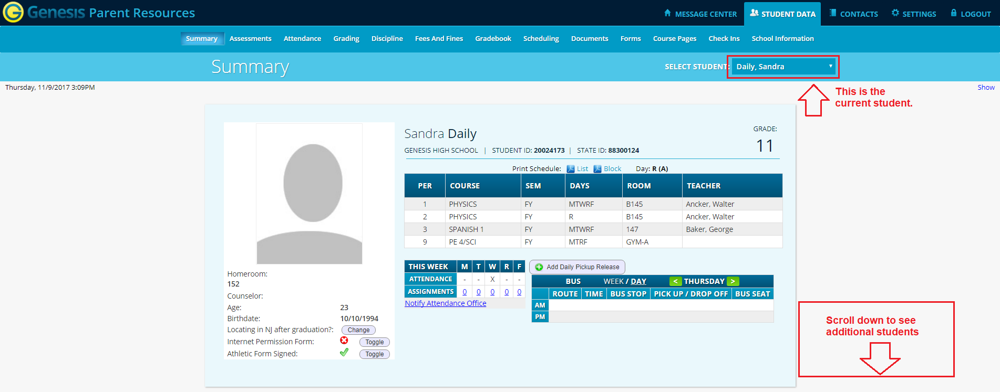 Genesis Parent Resources
MESSAGE CENTER STUDENT DATA CONTACTS SETTINGS LOGOUT
Summary Assessments Attendance Grading Discipline Fees And Fines Gradebook Scheduling Documents Forms Course Pages Check Ins School Information
Summary
SELECT STUDENT: Daily, Sandra
Thursday, 11/9/2017 3:09PM
Show
This is the
current student.
Sandra Daily
GRADE:
11
GENESIS HIGH SCHOOL | STUDENT ID: 20024173 | STATE ID: 88300124
Print Schedule: List Block Day: R (A)
PER COURSE SEM DAYS ROOM TEACHER
1 PHYSICS FY MTWRF B145 Ancker, Walter
2 PHYSICS FY R B145 Ancker, Walter
3 SPANISH 1 FY MTWRF 147 Baker, George
9 PE 4/SCI FY MTRF GYM-A
Homeroom:
152
Counselor:
Age: 23
Birthdate: 10/10/1994
Locating in NJ after graduation?: Change
Internet Permission Form: Toggle
Athletic Form Signed: Toggle
THIS WEEK M T W R F
ATTENDANCE - - X - -
ASSIGNMENTS 0 0 0 0 0
Notify Attendance Office
Add Daily Pickup Release
BUS WEEK / DAY < THURSDAY >
ROUTE TIME BUS STOP PICK UP / DROP OFF BUS SEAT
AM
PM
Scroll down to see
additional students